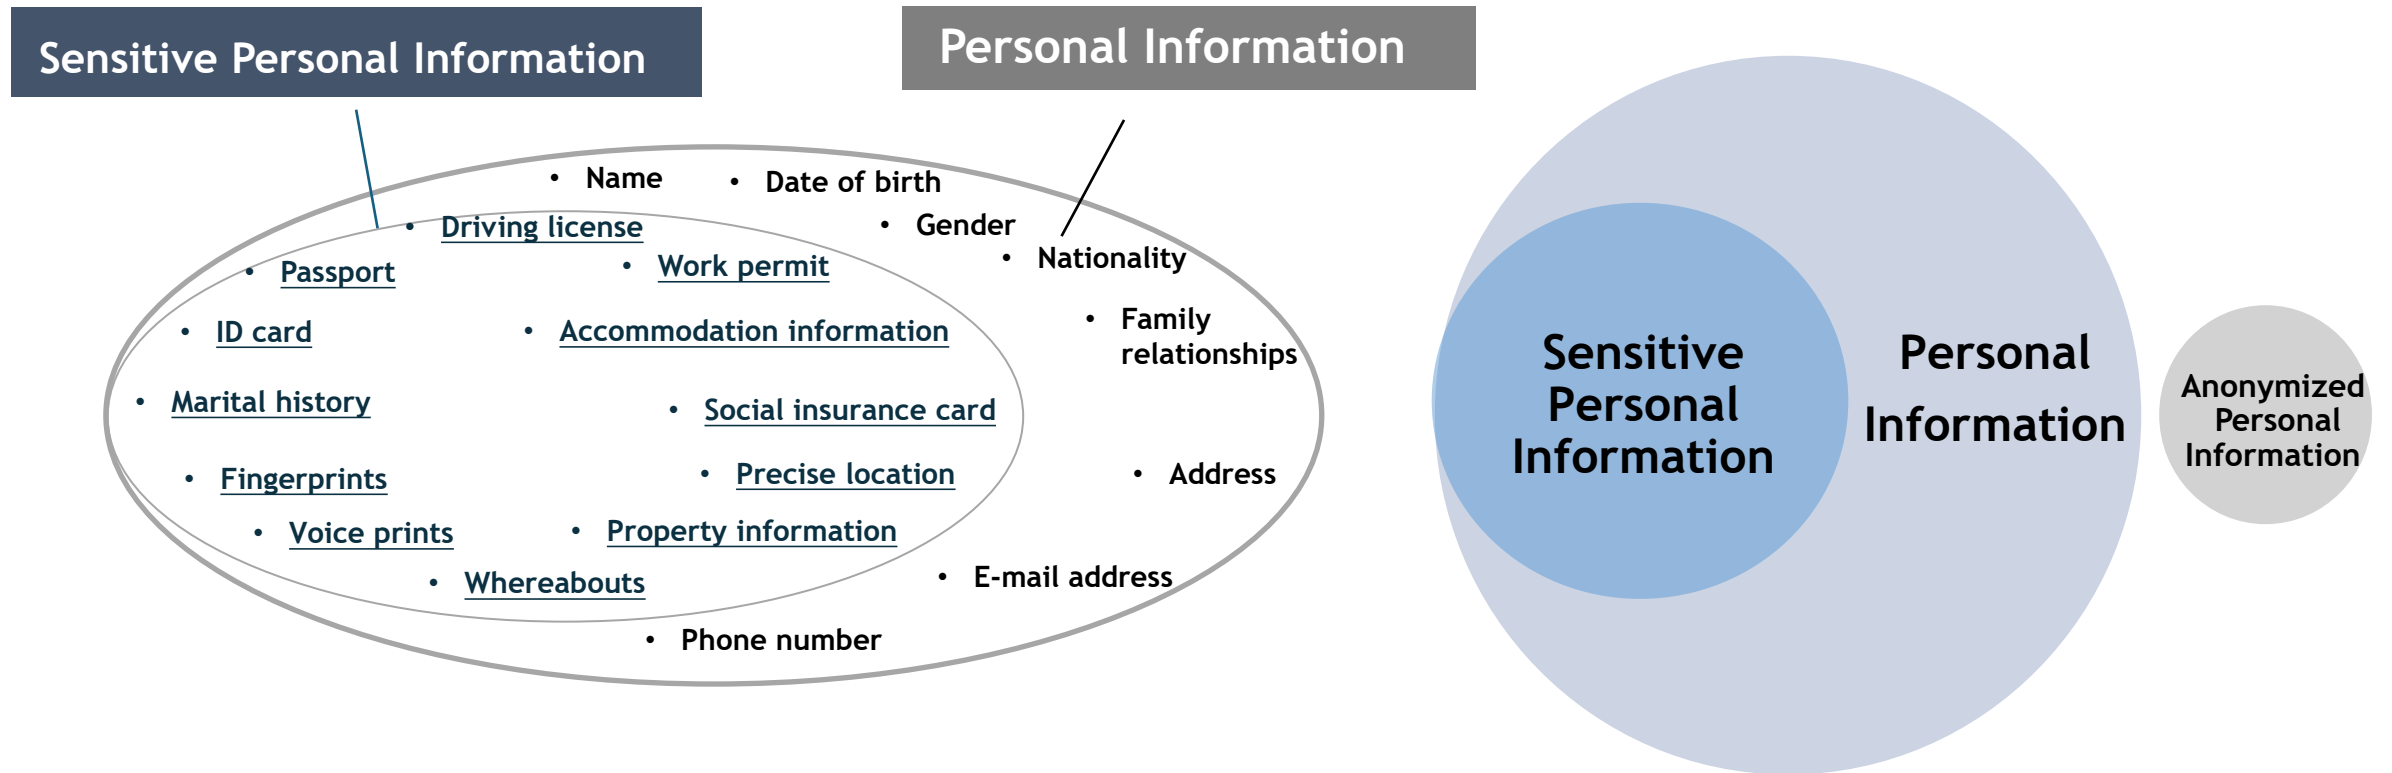 Sensitive Personal Information
Personal Information
• Name
• Date of birth
• Gender
• Nationality
• Family
relationships
• Address
• E-mail address
• Phone number
• Driving license
• Passport
• Work permit
• ID card
• Accommodation information
• Marital history
• Social insurance card
• Fingerprints
• Precise location
• Voice prints
• Property information
• Whereabouts
Sensitive
Personal
Information
Personal
Information
Anonymized
Personal
Information